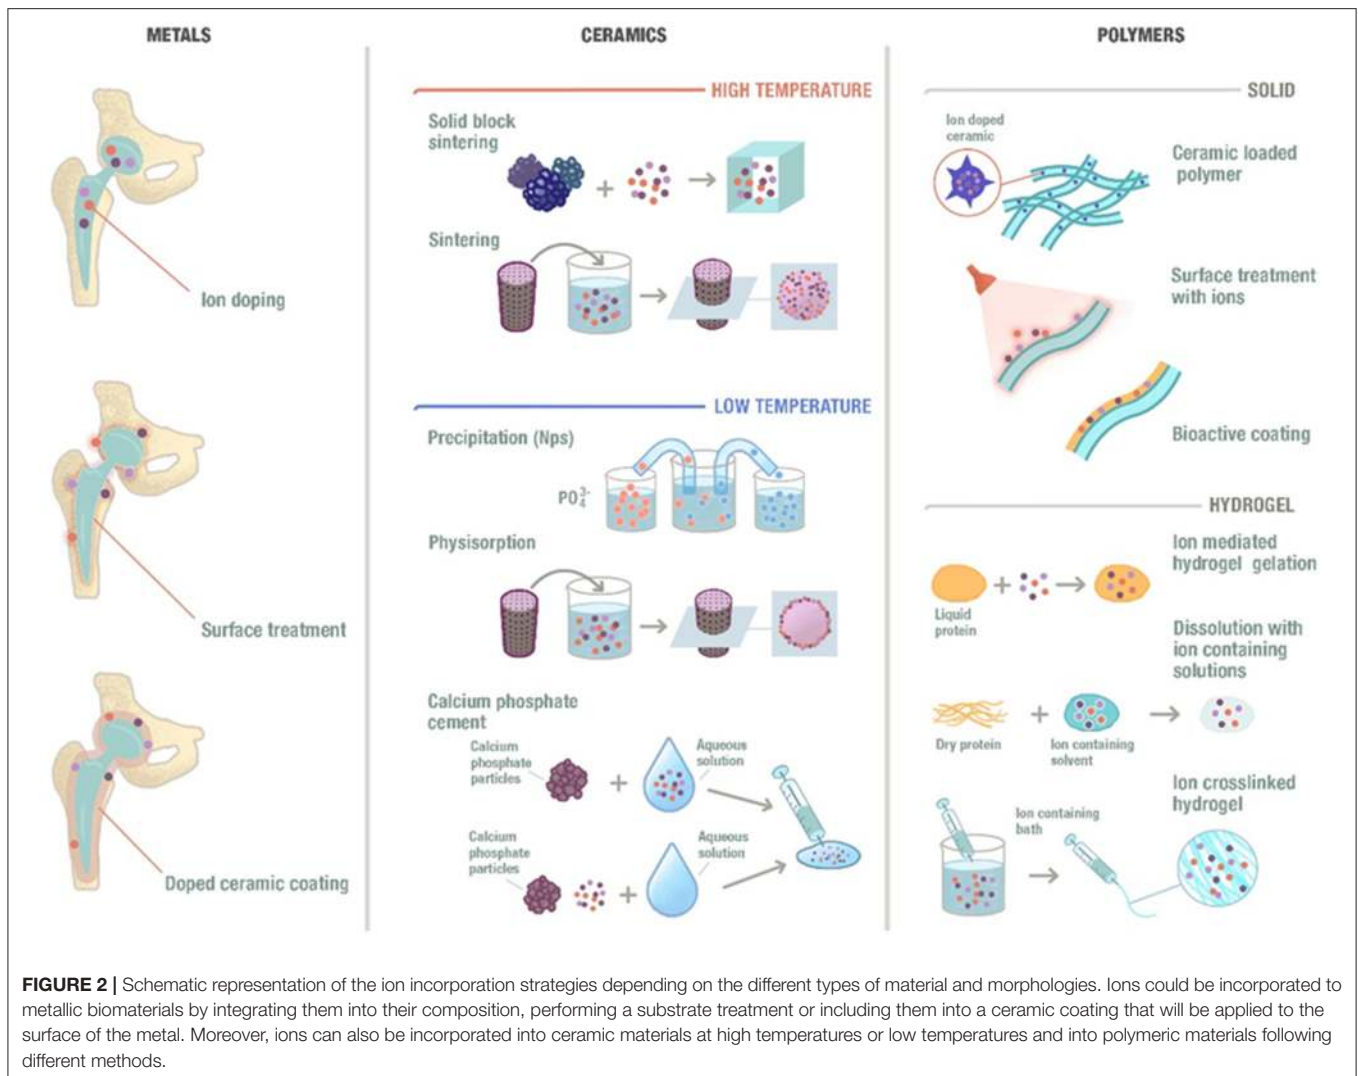 METALS
Ion doping
Surface treatment
Doped ceramic coating
CERAMICS
HIGH TEMPERATURE
Solid block
sintering
Sintering
LOW TEMPERATURE
Precipitation (Nps)
PO₄³⁻
Physisorption
Calcium phosphate
cement
Calcium
phosphate
particles
Aqueous
solution
Calcium
phosphate
particles
Aqueous
solution
POLYMERS
SOLID
Ion doped
ceramic
Ceramic loaded
polymer
Surface treatment
with ions
Bioactive coating
HYDROGEL
Ion mediated
hydrogel gelation
Liquid
protein
Dissolution with
ion containing
solutions
Dry protein
Ion containing
solvent
Ion crosslinked
hydrogel
Ion containing
bath
FIGURE 2 | Schematic representation of the ion incorporation strategies depending on the different types of material and morphologies. Ions could be incorporated to
metallic biomaterials by integrating them into their composition, performing a substrate treatment or including them into a ceramic coating that will be applied to the
surface of the metal. Moreover, ions can also be incorporated into ceramic materials at high temperatures or low temperatures and into polymeric materials following
different methods.